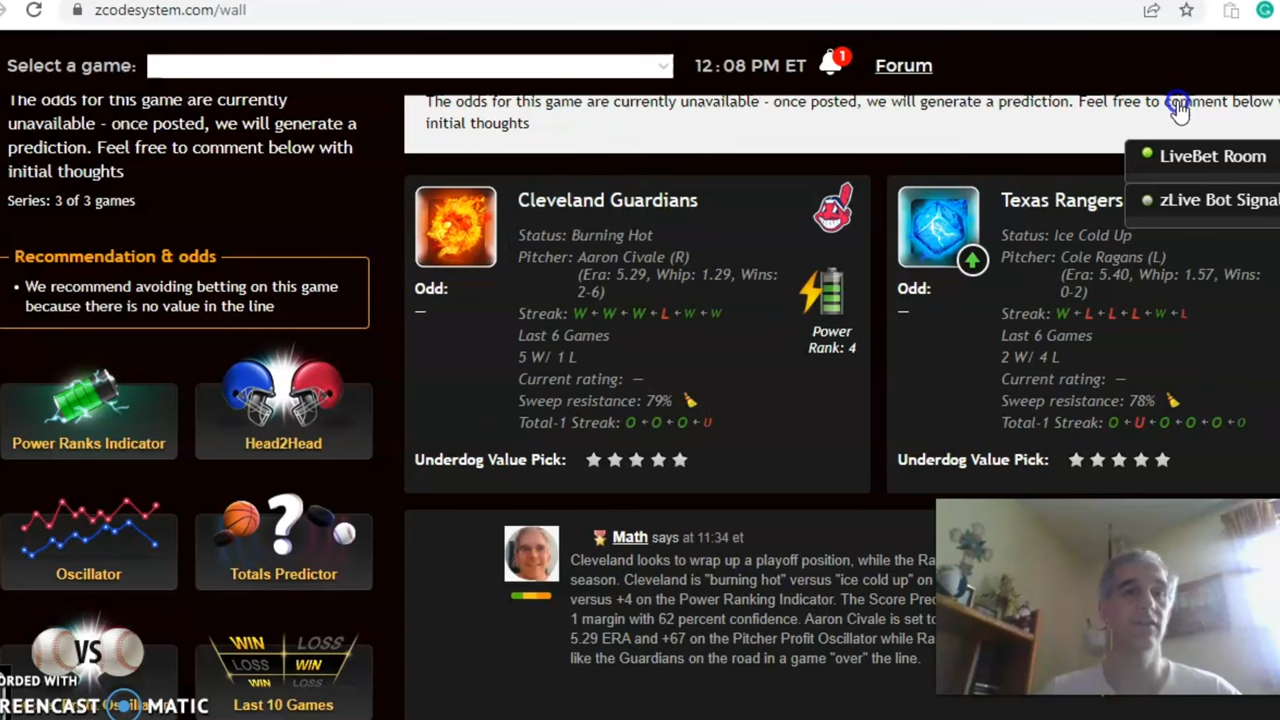 zcodesystem.com/wall
Select a game:
12:08 PM ET
1
Forum
The odds for this game are currently
unavailable - once posted, we will generate a
prediction. Feel free to comment below with
initial thoughts
Series: 3 of 3 games
Recommendation & odds
• We recommend avoiding betting on this game
because there is no value in the line
Power Ranks Indicator
Head2Head
Oscillator
Totals Predictor
VS
WIN LOSS
LOSS WIN
WIN LOSS
Last 10 Games
ORDED WITH
REENCAST MATIC
The odds for this game are currently unavailable - once posted, we will generate a prediction. Feel free to comment below
initial thoughts
LiveBet Room
zLive Bot Signal
Cleveland Guardians
Status: Burning Hot
Pitcher: Aaron Civale (R)
(Era: 5.29, Whip: 1.29, Wins:
2-6)
Odd:
—
Streak: W ← W ← W ← L ← W ← W
Last 6 Games
5 W/ 1 L
Current rating: —
Sweep resistance: 79%
Total-1 Streak: O ← O ← O ← U
Underdog Value Pick:
Power
Rank: 4
Texas Rangers
Status: Ice Cold Up
Pitcher: Cole Ragans (L)
(Era: 5.40, Whip: 1.57, Wins:
0-2)
Odd:
—
Streak: W ← L ← L ← L ← W ← L
Last 6 Games
2 W/ 4 L
Current rating: —
Sweep resistance: 78%
Total-1 Streak: O ← U ← O ← O ← O ← O
Underdog Value Pick:
Math says at 11:34 et
Cleveland looks to wrap up a playoff position, while the Ra
season. Cleveland is "burning hot" versus "ice cold up" on
versus +4 on the Power Ranking Indicator. The Score Pred
1 margin with 62 percent confidence. Aaron Civale is set to
5.29 ERA and +67 on the Pitcher Profit Oscillator while Ra
like the Guardians on the road in a game "over" the line.